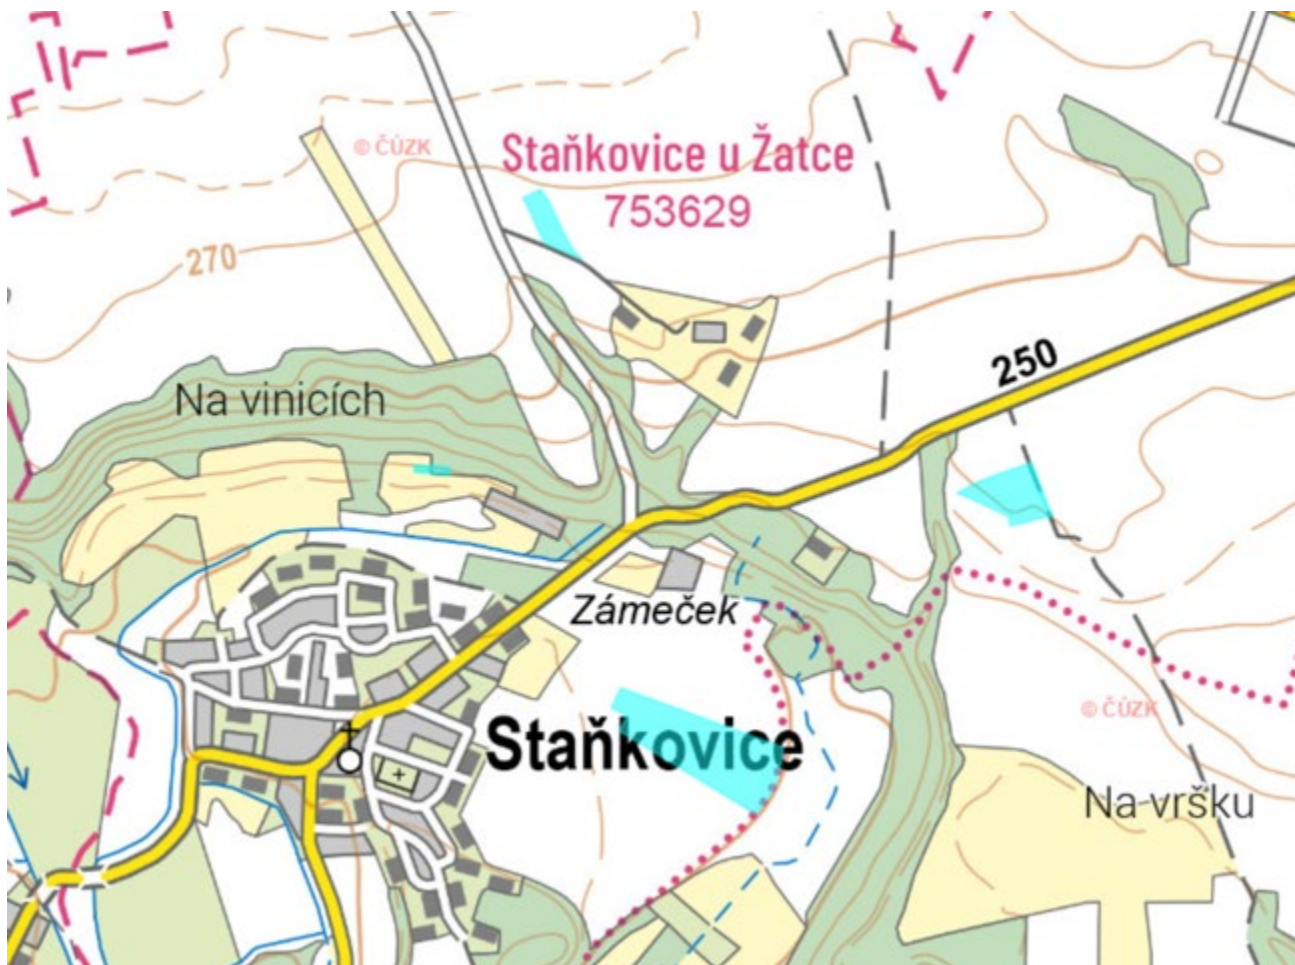 © ČÚZK
Staňkovice u Žatce
753629
270
250
Na vinicích
Zámeček
© ČÚZK
Staňkovice
Na vršku